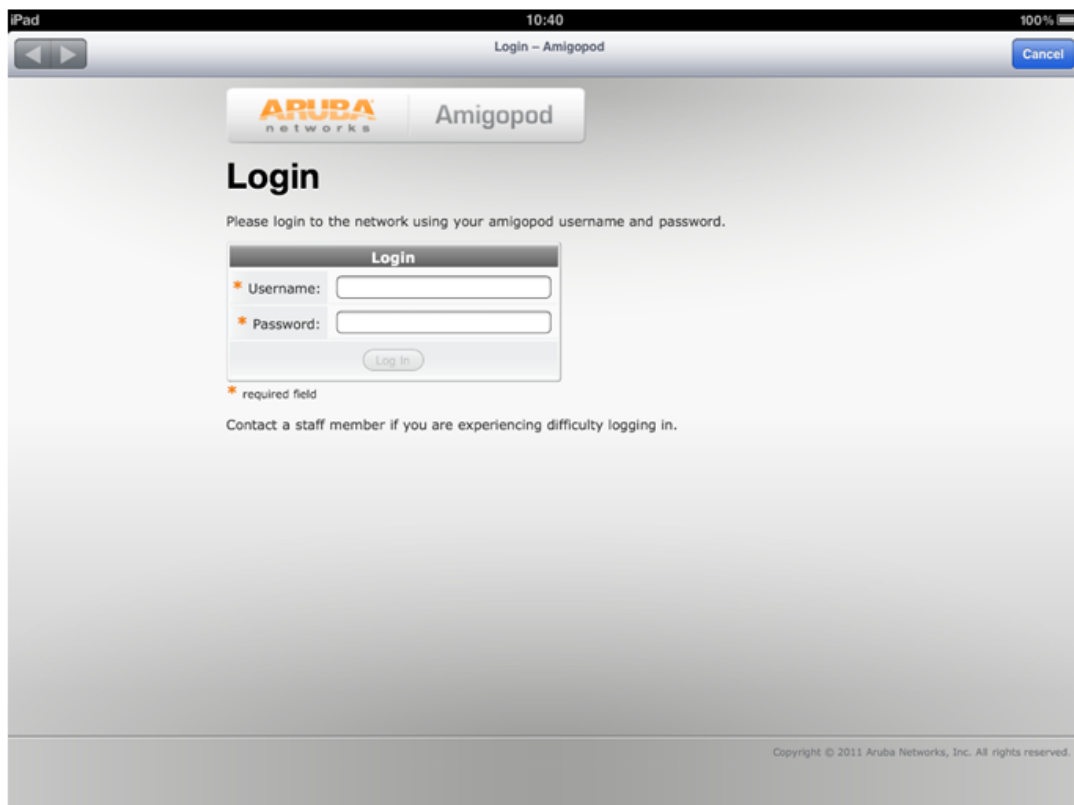 iPad 10:40 100%
Login – Amigopod
Cancel
ARUBA networks Amigopod
Login
Please login to the network using your amigopod username and password.
Login
* Username:
* Password:
Log In
* required field
Contact a staff member if you are experiencing difficulty logging in.
Copyright © 2011 Aruba Networks, Inc. All rights reserved.